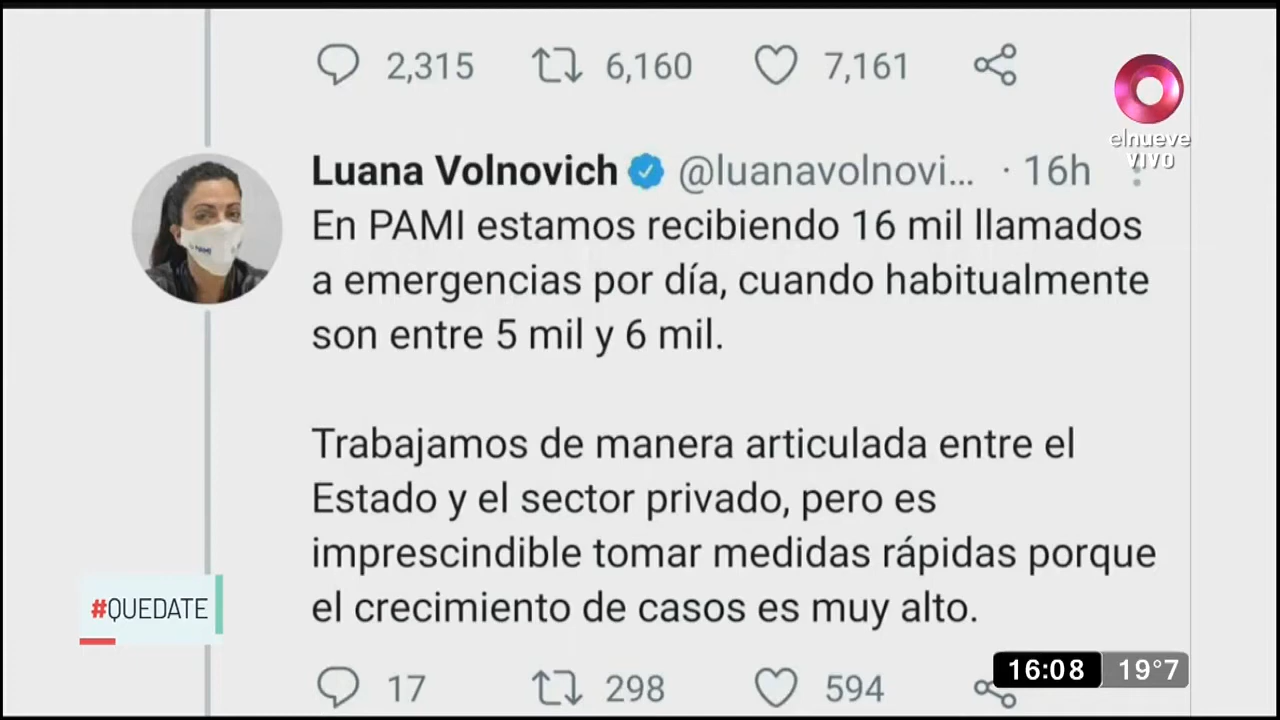 2,315 6,160 7,161
elnueve
VIVO
Luana Volnovich @luanavolnovi... · 16h
En PAMI estamos recibiendo 16 mil llamados
a emergencias por día, cuando habitualmente
son entre 5 mil y 6 mil.
Trabajamos de manera articulada entre el
Estado y el sector privado, pero es
imprescindible tomar medidas rápidas porque
el crecimiento de casos es muy alto.
#QUEDATE
17 298 594
16:08 19°7